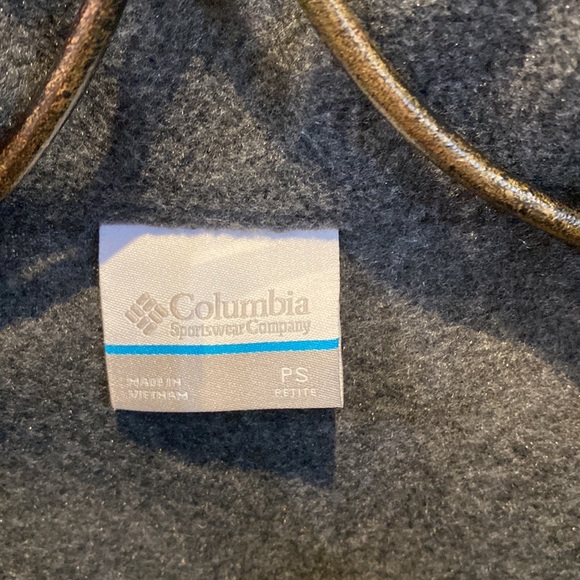 Columbia
Sportswear Company
MADE IN
VIETNAM
PS
PETITE